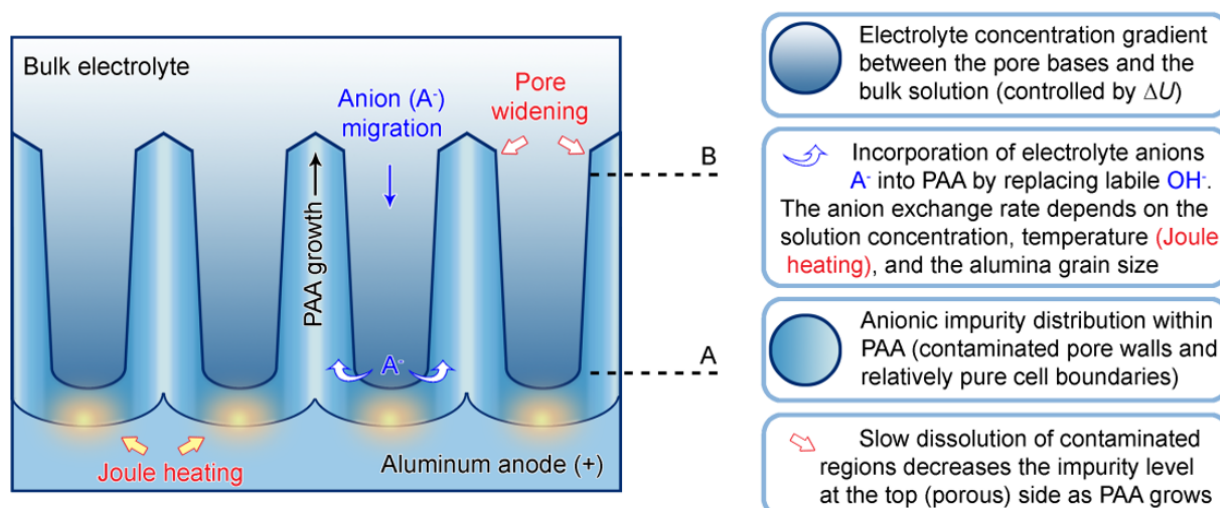 Bulk electrolyte
Anion (A-)
migration
Pore
widening
PAA growth
A-
Joule heating
Aluminum anode (+)
B
A
Electrolyte concentration gradient
between the pore bases and the
bulk solution (controlled by ΔU)
Incorporation of electrolyte anions
A- into PAA by replacing labile OH-.
The anion exchange rate depends on the
solution concentration, temperature (Joule
heating), and the alumina grain size
Anionic impurity distribution within
PAA (contaminated pore walls and
relatively pure cell boundaries)
Slow dissolution of contaminated
regions decreases the impurity level
at the top (porous) side as PAA grows